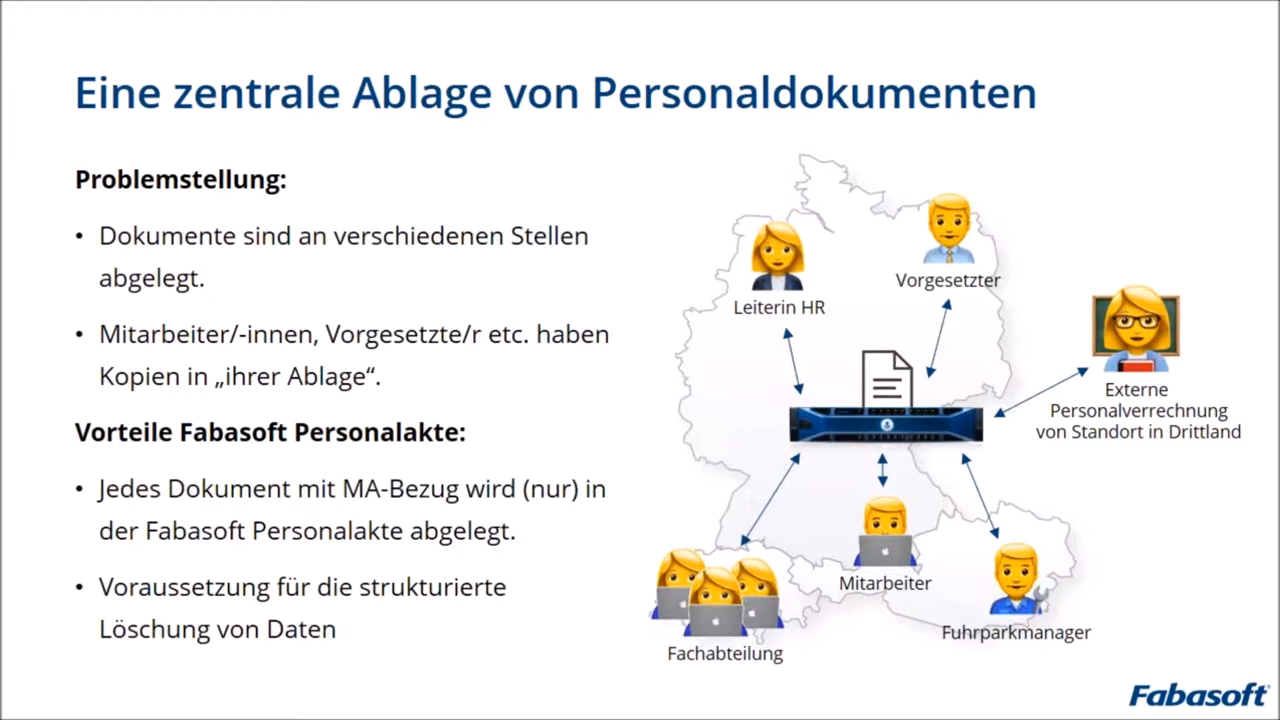 Eine zentrale Ablage von Personaldokumenten
Problemstellung:
• Dokumente sind an verschiedenen Stellen
abgelegt.
• Mitarbeiter/-innen, Vorgesetzte/r etc. haben
Kopien in „ihrer Ablage“.
Vorteile Fabasoft Personalakte:
• Jedes Dokument mit MA-Bezug wird (nur) in
der Fabasoft Personalakte abgelegt.
• Voraussetzung für die strukturierte
Löschung von Daten
Vorgesetzter
Leiterin HR
Externe
Personalverrechnung
von Standort in Drittland
Mitarbeiter
Fuhrparkmanager
Fachabteilung
Fabasoft